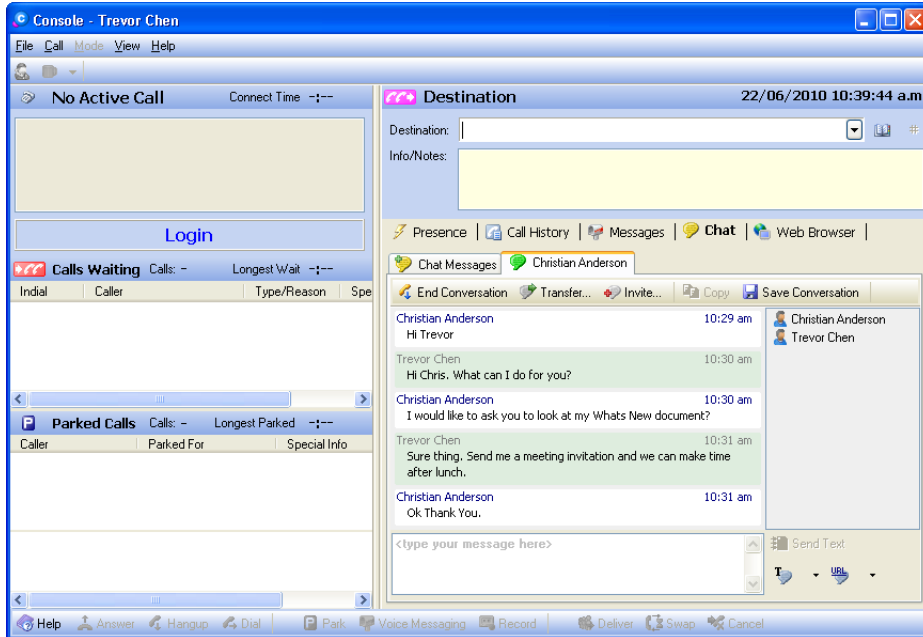 Console - Trevor Chen
File Call Mode View Help
No Active Call Connect Time -:--
Login
Calls Waiting Calls: - Longest Wait -:--
Indial Caller Type/Reason Spe
P Parked Calls Calls: - Longest Parked -:--
Caller Parked For Special Info
Destination 22/06/2010 10:39:44 a.m
Destination: #
Info/Notes:
Presence | Call History | Messages | Chat | Web Browser |
Chat Messages Christian Anderson
End Conversation Transfer... Invite... Copy Save Conversation
Christian Anderson 10:29 am
Hi Trevor
Trevor Chen 10:30 am
Hi Chris. What can I do for you?
Christian Anderson 10:30 am
I would like to ask you to look at my Whats New document?
Trevor Chen 10:31 am
Sure thing. Send me a meeting invitation and we can make time
after lunch.
Christian Anderson 10:31 am
Ok Thank You.
Christian Anderson
Trevor Chen
<type your message here>
Send Text
T URL
Help Answer Hangup Dial P Park Voice Messaging Record Deliver Swap Cancel